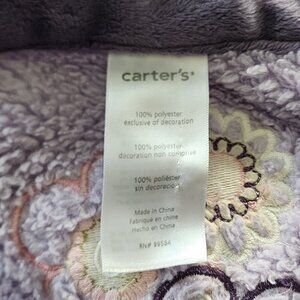 carter's
100% polyester
exclusive of decoration
100% polyester
décoration non comprise
100% poliéster
sin decoración
Made in China
Fabriqué en chine
Hecho en China
RN# 99504